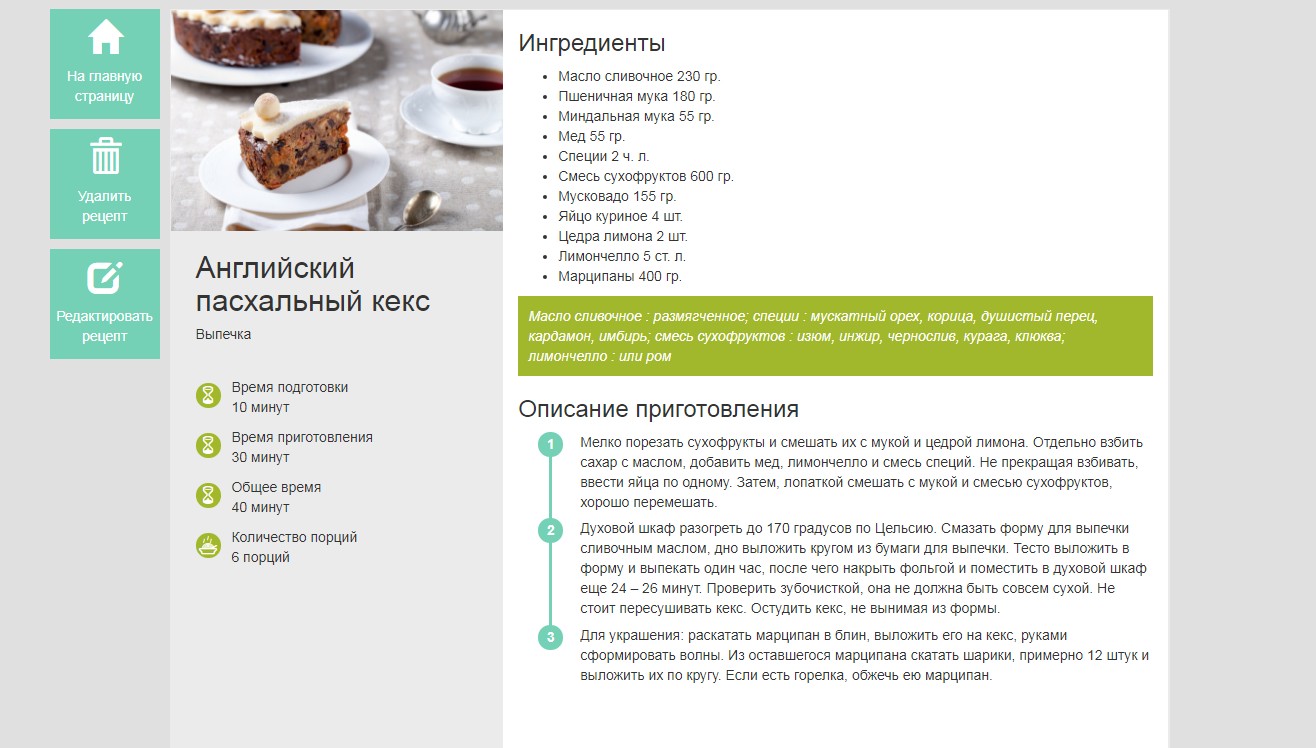 На главную
страницу
Удалить
рецепт
Редактировать
рецепт
Английский
пасхальный кекс
Выпечка
Время подготовки
10 минут
Время приготовления
30 минут
Общее время
40 минут
Количество порций
6 порций
Ингредиенты
Масло сливочное 230 гр.
Пшеничная мука 180 гр.
Миндальная мука 55 гр.
Мед 55 гр.
Специи 2 ч. л.
Смесь сухофруктов 600 гр.
Мусковадо 155 гр.
Яйцо куриное 4 шт.
Цедра лимона 2 шт.
Лимончелло 5 ст. л.
Марципаны 400 гр.
Масло сливочное : размягченное; специи : мускатный орех, корица, душистый перец,
кардамон, имбирь; смесь сухофруктов : изюм, инжир, чернослив, курага, клюква;
лимончелло : или ром
Описание приготовления
1 Мелко порезать сухофрукты и смешать их с мукой и цедрой лимона. Отдельно взбить
сахар с маслом, добавить мед, лимончелло и смесь специй. Не прекращая взбивать,
ввести яйца по одному. Затем, лопаткой смешать с мукой и смесью сухофруктов,
хорошо перемешать.
2 Духовой шкаф разогреть до 170 градусов по Цельсию. Смазать форму для выпечки
сливочным маслом, дно выложить кругом из бумаги для выпечки. Тесто выложить в
форму и выпекать один час, после чего накрыть фольгой и поместить в духовой шкаф
еще 24 – 26 минут. Проверить зубочисткой, она не должна быть совсем сухой. Не
стоит пересушивать кекс. Остудить кекс, не вынимая из формы.
3 Для украшения: раскатать марципан в блин, выложить его на кекс, руками
сформировать волны. Из оставшегося марципана скатать шарики, примерно 12 штук и
выложить их по кругу. Если есть горелка, обжечь ею марципан.